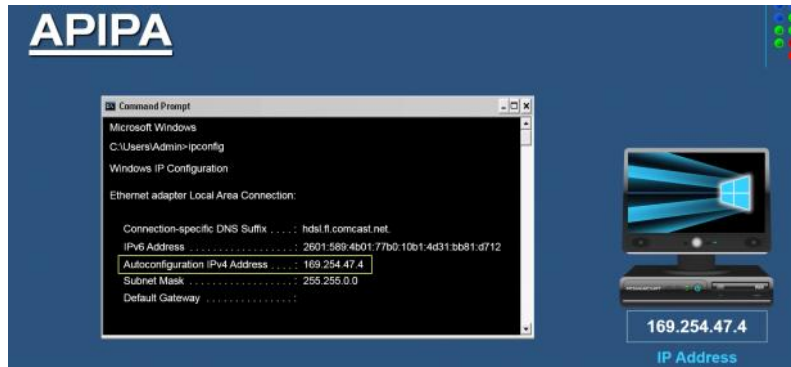 APIPA
Command Prompt
Microsoft Windows
C:\Users\Admin>ipconfig
Windows IP Configuration
Ethernet adapter Local Area Connection:
Connection-specific DNS Suffix . . . . : hdsl.fl.comcast.net.
IPv6 Address . . . . . . . . . . . . . . . . . . : 2601:589:4b01:77b0:10b1:4d31:bb81:d712
Autoconfiguration IPv4 Address . . . . : 169.254.47.4
Subnet Mask . . . . . . . . . . . . . . . . . . : 255.255.0.0
Default Gateway . . . . . . . . . . . . . . . :
169.254.47.4
IP Address